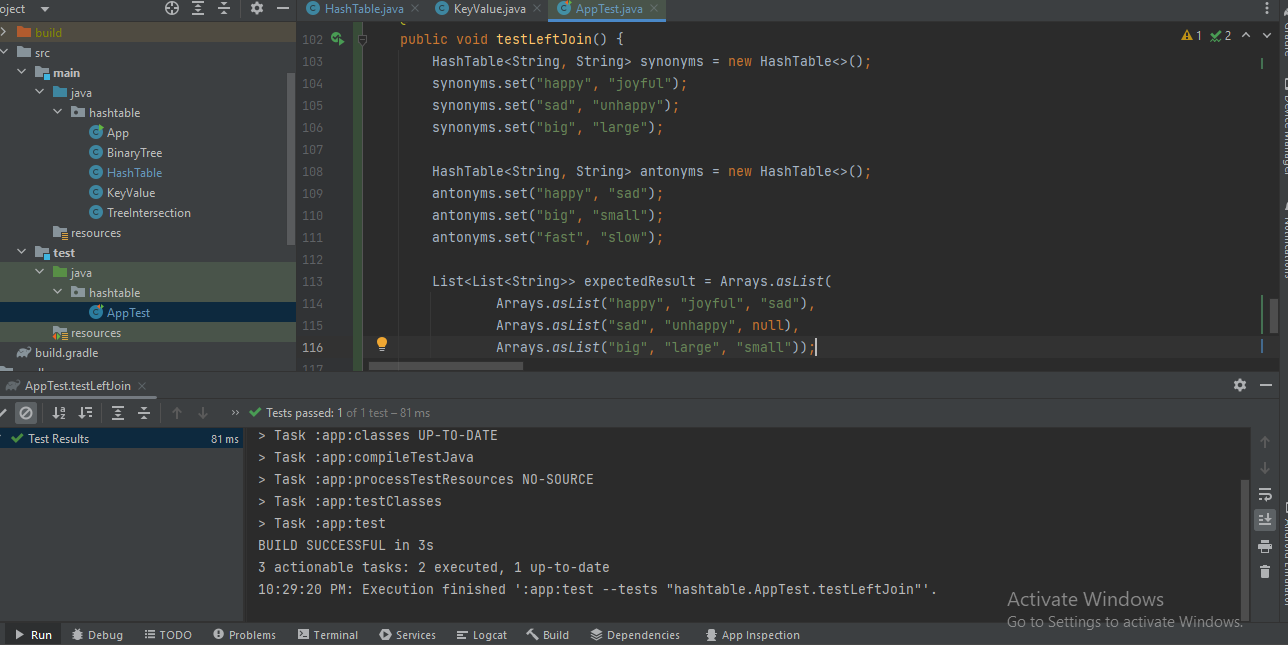 oject
HashTable.java
KeyValue.java
AppTest.java
build
src
main
java
hashtable
App
BinaryTree
HashTable
KeyValue
TreeIntersection
resources
test
java
hashtable
AppTest
resources
build.gradle
102 public void testLeftJoin() {
103 HashTable<String, String> synonyms = new HashTable<>();
104 synonyms.set("happy", "joyful");
105 synonyms.set("sad", "unhappy");
106 synonyms.set("big", "large");
107
108 HashTable<String, String> antonyms = new HashTable<>();
109 antonyms.set("happy", "sad");
110 antonyms.set("big", "small");
111 antonyms.set("fast", "slow");
112
113 List<List<String>> expectedResult = Arrays.asList(
114 Arrays.asList("happy", "joyful", "sad"),
115 Arrays.asList("sad", "unhappy", null),
116 Arrays.asList("big", "large", "small"));
117
1 2
AppTest.testLeftJoin
Tests passed: 1 of 1 test – 81 ms
Test Results 81 ms
> Task :app:classes UP-TO-DATE
> Task :app:compileTestJava
> Task :app:processTestResources NO-SOURCE
> Task :app:testClasses
> Task :app:test
BUILD SUCCESSFUL in 3s
3 actionable tasks: 2 executed, 1 up-to-date
10:29:20 PM: Execution finished ':app:test --tests "hashtable.AppTest.testLeftJoin"'.
Activate Windows
Go to Settings to activate Windows.
Run Debug TODO Problems Terminal Services Logcat Build Dependencies App Inspection